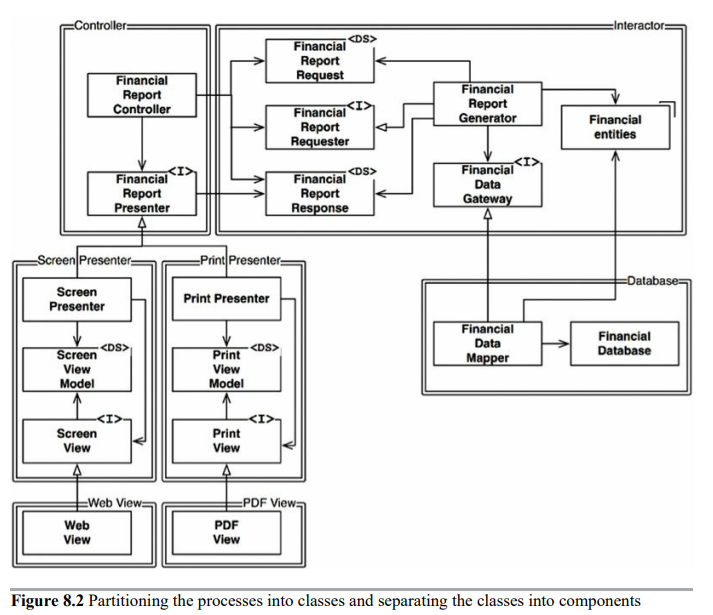 Controller
Interactor
Financial
Report
Controller
<I>
Financial
Report
Presenter
<DS>
Financial
Report
Request
<I>
Financial
Report
Requester
<DS>
Financial
Report
Response
Financial
Report
Generator
<I>
Financial
Data
Gateway
Financial
entities
Screen Presenter
Screen
Presenter
<DS>
Screen
View
Model
<I>
Screen
View
Print Presenter
Print Presenter
<DS>
Print
View
Model
<I>
Print
View
Database
Financial
Data
Mapper
Financial
Database
Web View
Web
View
PDF View
PDF
View
Figure 8.2 Partitioning the processes into classes and separating the classes into components